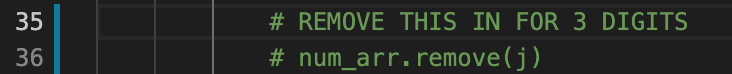 35 # REMOVE THIS IN FOR 3 DIGITS
36 # num_arr.remove(j)